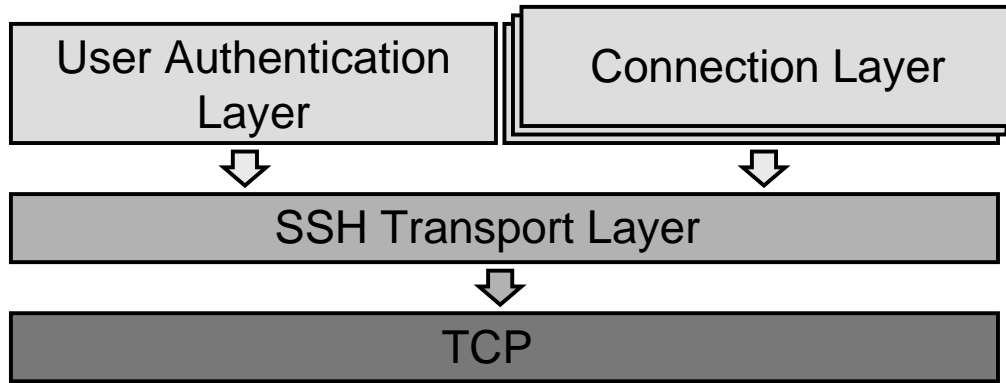 User Authentication
Layer
Connection Layer
SSH Transport Layer
TCP